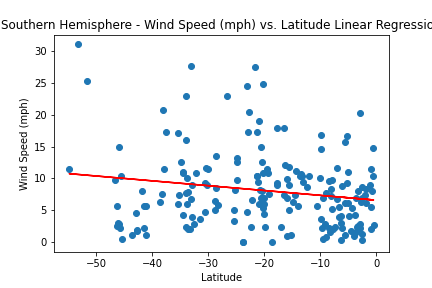 Southern Hemisphere - Wind Speed (mph) vs. Latitude Linear Regressio
30
25
20
15
10
5
0
Wind Speed (mph)
−50 −40 −30 −20 −10 0
Latitude